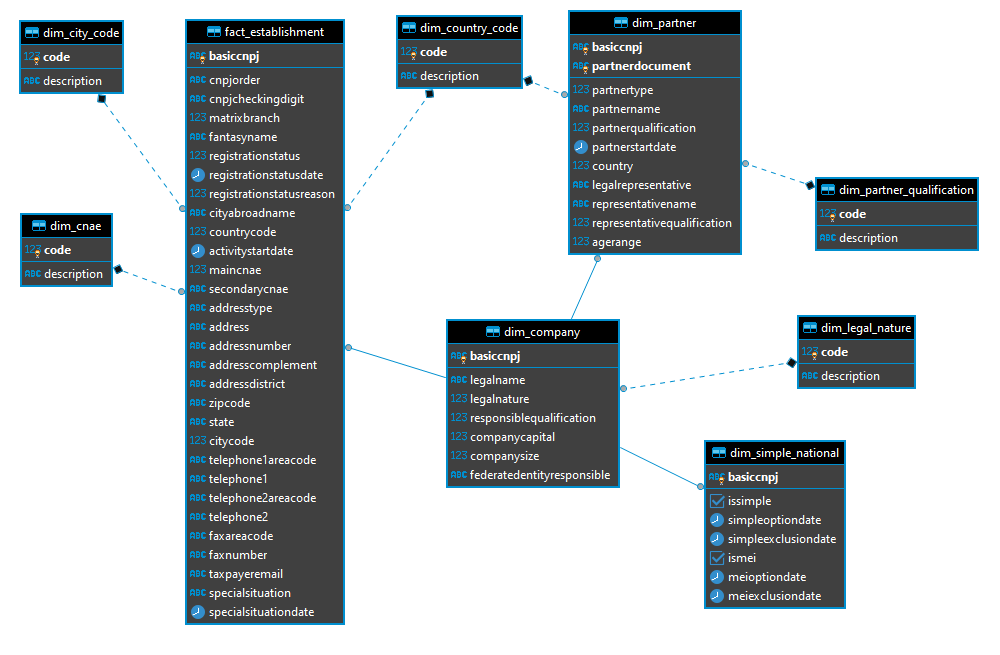 dim_city_code
123 code
ABC description
fact_establishment
ABC basiccnpj
ABC cnpjorder
ABC cnpjcheckingdigit
123 matrixbranch
ABC fantasyname
123 registrationstatus
registrationstatusdate
123 registrationstatusreason
ABC cityabroadname
123 countrycode
activitystartdate
123 maincnae
ABC secondarycnae
ABC addresstype
ABC address
ABC addressnumber
ABC addresscomplement
ABC addressdistrict
ABC zipcode
ABC state
123 citycode
ABC telephone1areacode
ABC telephone1
ABC telephone2areacode
ABC telephone2
ABC faxareacode
ABC faxnumber
ABC taxpayeremail
ABC specialsituation
specialsituationdate
dim_country_code
123 code
ABC description
dim_partner
ABC basiccnpj
ABC partnerdocument
123 partnertype
ABC partnername
123 partnerqualification
partnerstartdate
123 country
ABC legalrepresentative
ABC representativename
123 representativequalification
123 agerange
dim_partner_qualification
123 code
ABC description
dim_cnae
123 code
ABC description
dim_company
ABC basiccnpj
ABC legalname
123 legalnature
123 responsiblequalification
123 companycapital
123 companysize
ABC federatedentityresponsible
dim_legal_nature
123 code
ABC description
dim_simple_national
ABC basiccnpj
issimple
simpleoptiondate
simpleexclusiondate
ismei
meioptiondate
meiexclusiondate